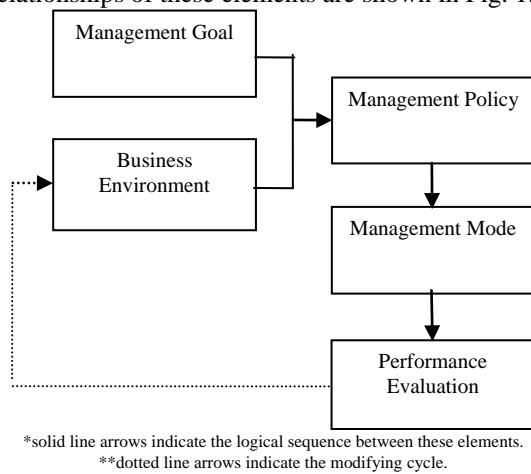 elationships of these elements are shown in Fig. 1
Management Goal
Management Policy
Business
Environment
Management Mode
Performance
Evaluation
*solid line arrows indicate the logical sequence between these elements.
**dotted line arrows indicate the modifying cycle.